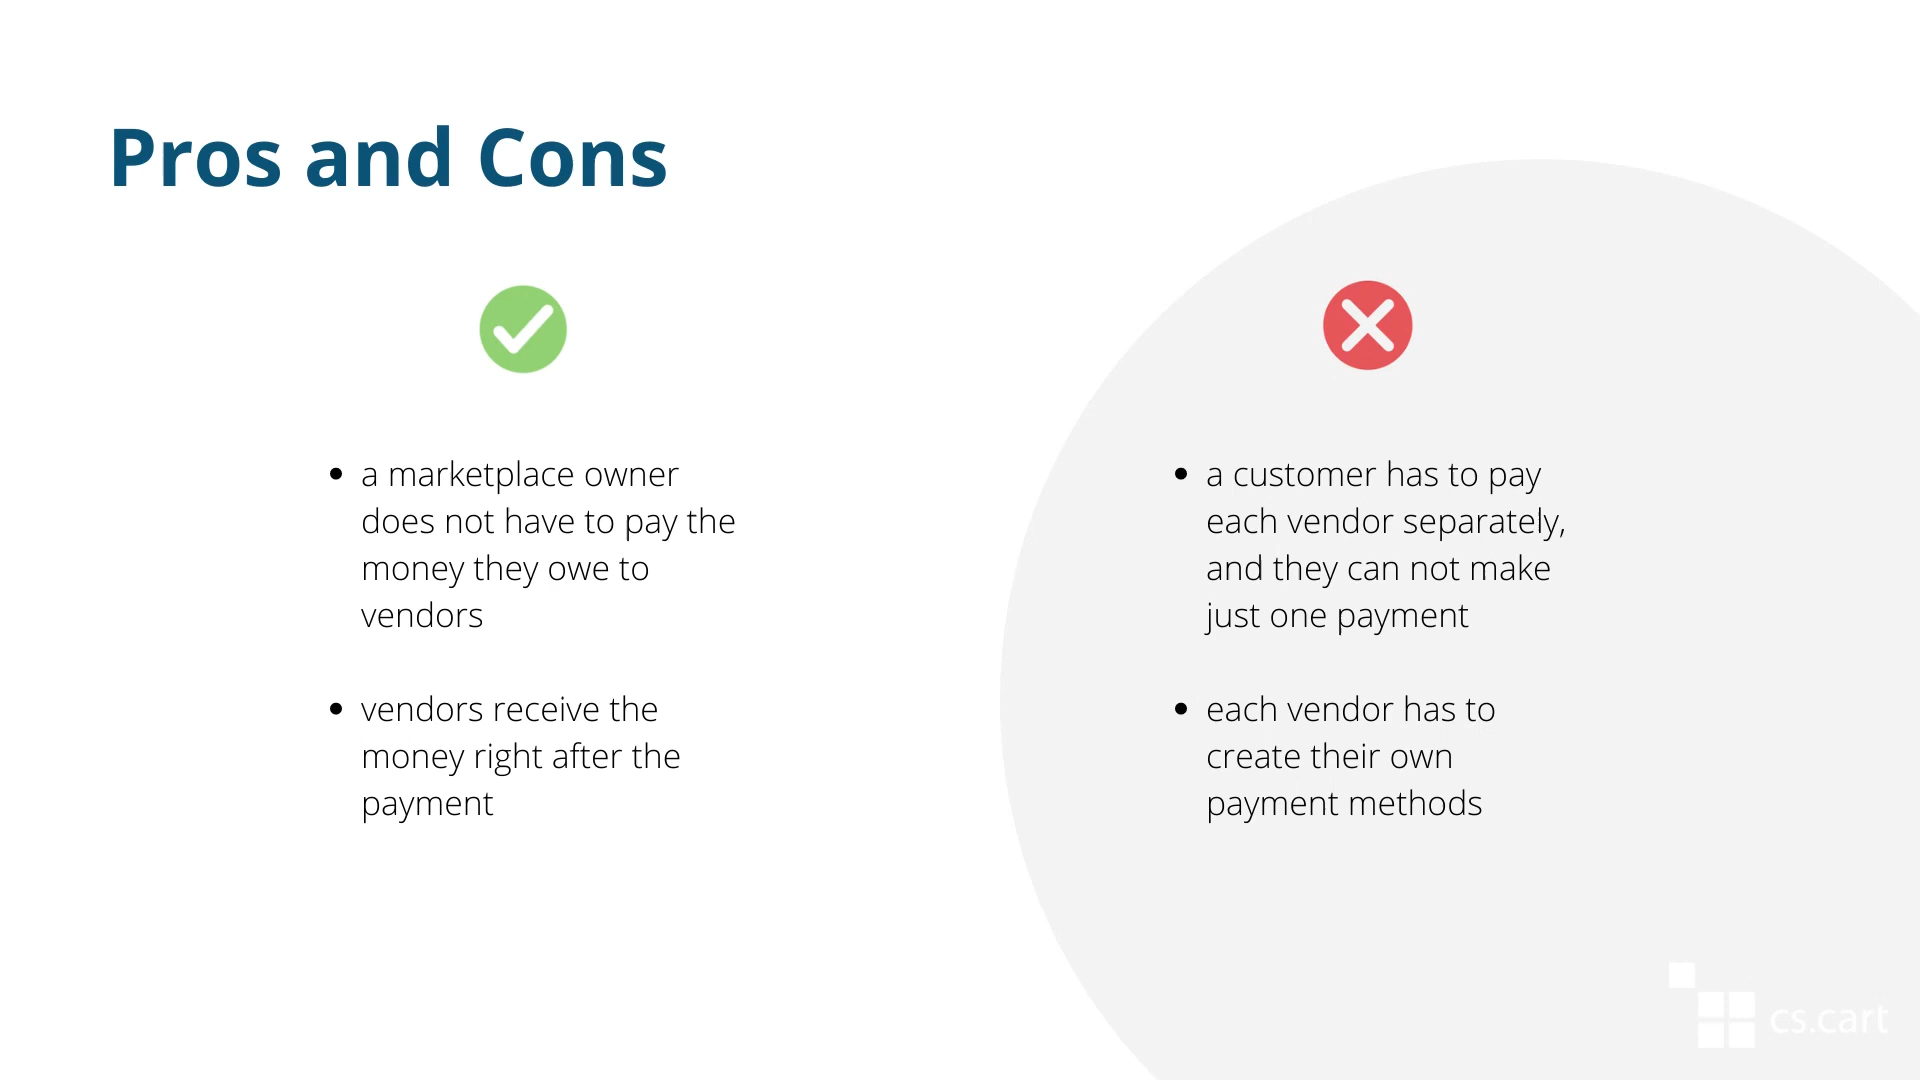 Pros and Cons
a marketplace owner
does not have to pay the
money they owe to
vendors
vendors receive the
money right after the
payment
a customer has to pay
each vendor separately,
and they can not make
just one payment
each vendor has to
create their own
payment methods
cs.cart